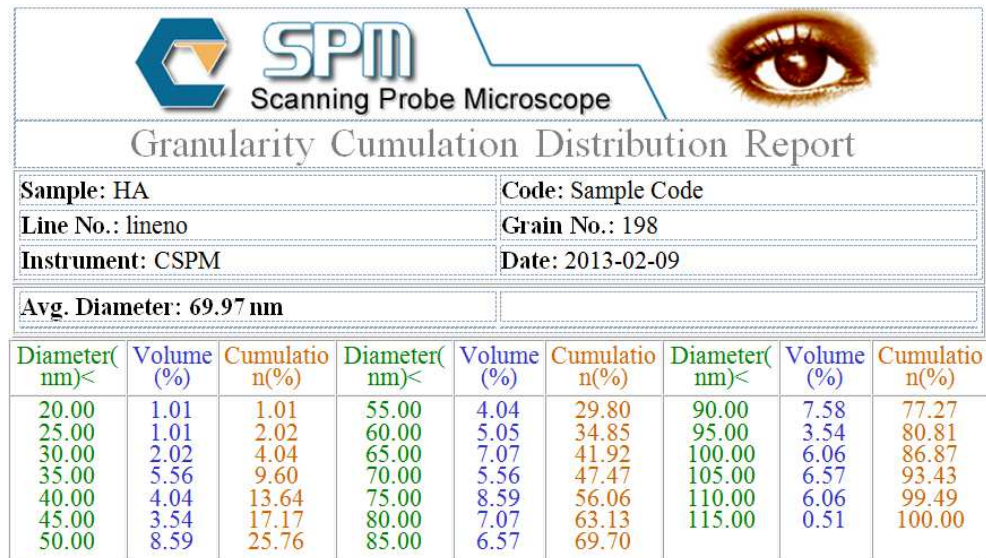 SPM
Scanning Probe Microscope
Granularity Cumulation Distribution Report
Sample: HA Code: Sample Code
Line No.: lineno Grain No.: 198
Instrument: CSPM Date: 2013-02-09
Avg. Diameter: 69.97 nm
Diameter( Volume Cumulatio Diameter( Volume Cumulatio Diameter( Volume Cumulatio
nm)< (%) n(%) nm)< (%) n(%) nm)< (%) n(%)
20.00 1.01 1.01 55.00 4.04 29.80 90.00 7.58 77.27
25.00 1.01 2.02 60.00 5.05 34.85 95.00 3.54 80.81
30.00 2.02 4.04 65.00 7.07 41.92 100.00 6.06 86.87
35.00 5.56 9.60 70.00 5.56 47.47 105.00 6.57 93.43
40.00 4.04 13.64 75.00 8.59 56.06 110.00 6.06 99.49
45.00 3.54 17.17 80.00 7.07 63.13 115.00 0.51 100.00
50.00 8.59 25.76 85.00 6.57 69.70